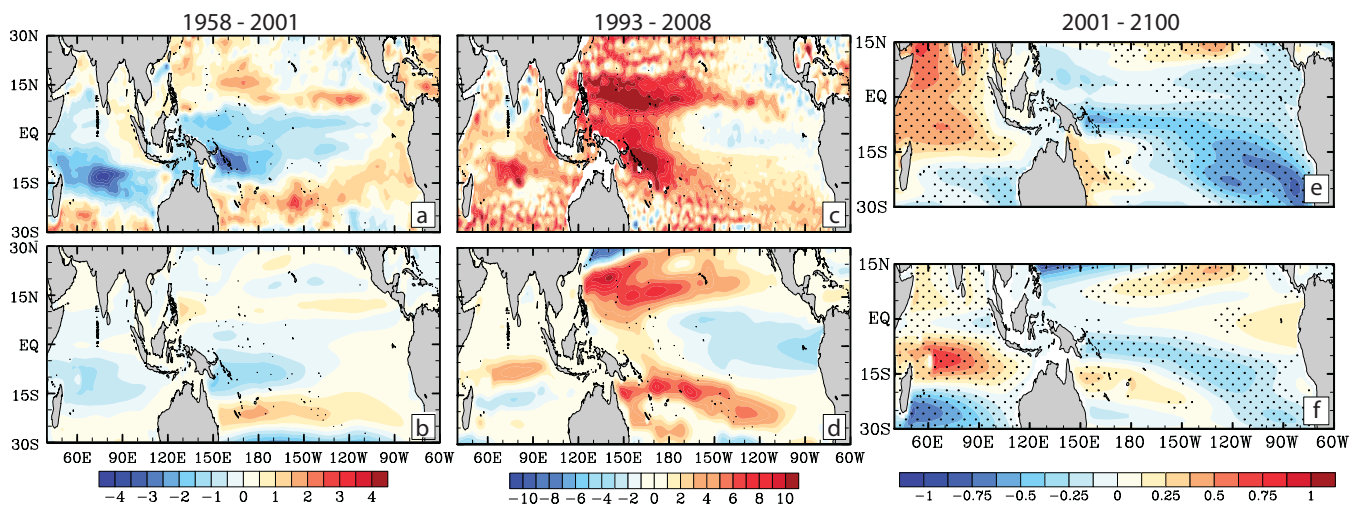 1958 - 2001 1993 - 2008 2001 - 2100
30N 15N EQ 15S 30S a
c
15N EQ 15S 30S e
30N 15N EQ 15S 30S b
d
15N EQ 15S 30S f
60E 90E 120E 150E 180 150W 120W 90W 60W 60E 90E 120E 150E 180 150W 120W 90W 60W 60E 90E 120E 150E 180 150W 120W 90W 60W
−4 −3 −2 −1 0 1 2 3 4 −10 −8 −6 −4 −2 0 2 4 6 8 10 −1 −0.75 −0.5 −0.25 0 0.25 0.5 0.75 1